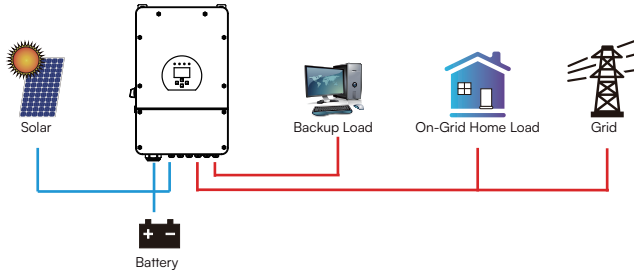 Solar
Backup Load
On-Grid Home Load
Grid
Battery